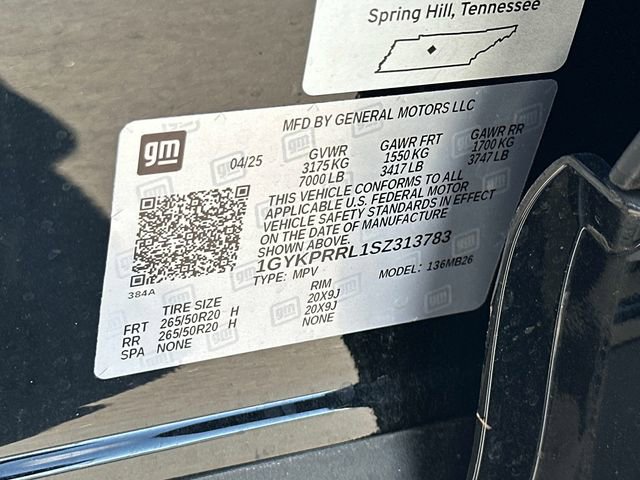 Spring Hill, Tennessee
MFD BY GENERAL MOTORS LLC
gm
04/25 GVWR GAWR FRT GAWR RR
3175 KG 1550 KG 1700 KG
7000 LB 3417 LB 3747 LB
THIS VEHICLE CONFORMS TO ALL
APPLICABLE U.S. FEDERAL MOTOR
VEHICLE SAFETY STANDARDS IN EFFECT
ON THE DATE OF MANUFACTURE
SHOWN ABOVE.
1GYKPRRL1SZ313783
TYPE: MPV MODEL: 136MB26
384A
TIRE SIZE RIM
FRT 265/50R20 H 20X9J
RR 265/50R20 H 20X9J
SPA NONE NONE